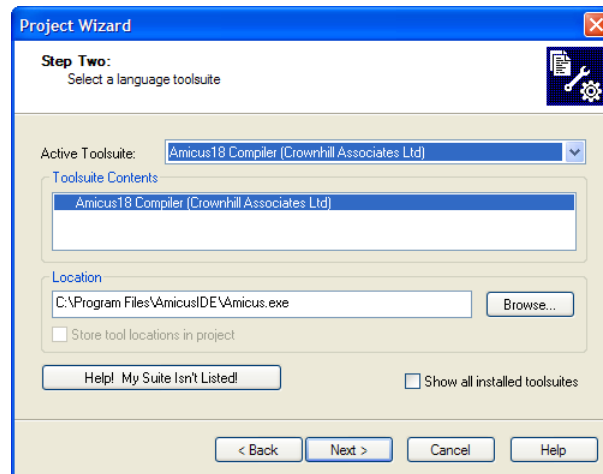 Project Wizard
Step Two:
Select a language toolsuite
Active Toolsuite: Amicus18 Compiler (Crownhill Associates Ltd)
Toolsuite Contents
Amicus18 Compiler (Crownhill Associates Ltd)
Location
C:\Program Files\AmicusIDE\Amicus.exe Browse...
Store tool locations in project
Help! My Suite Isn't Listed! Show all installed toolsuites
< Back Next > Cancel Help